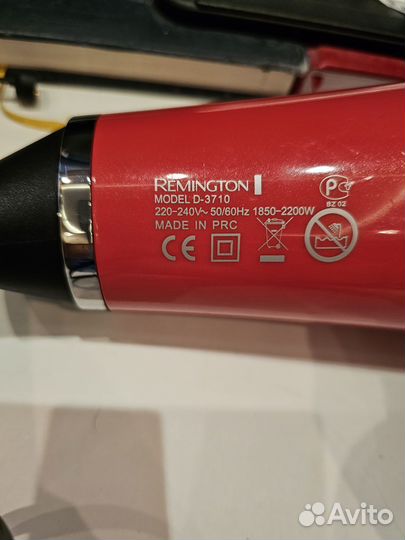 REMINGTON
MODEL D-3710
220-240V~ 50/60Hz 1850-2200W
MADE IN PRC
CE
P
BZ 02
Avito